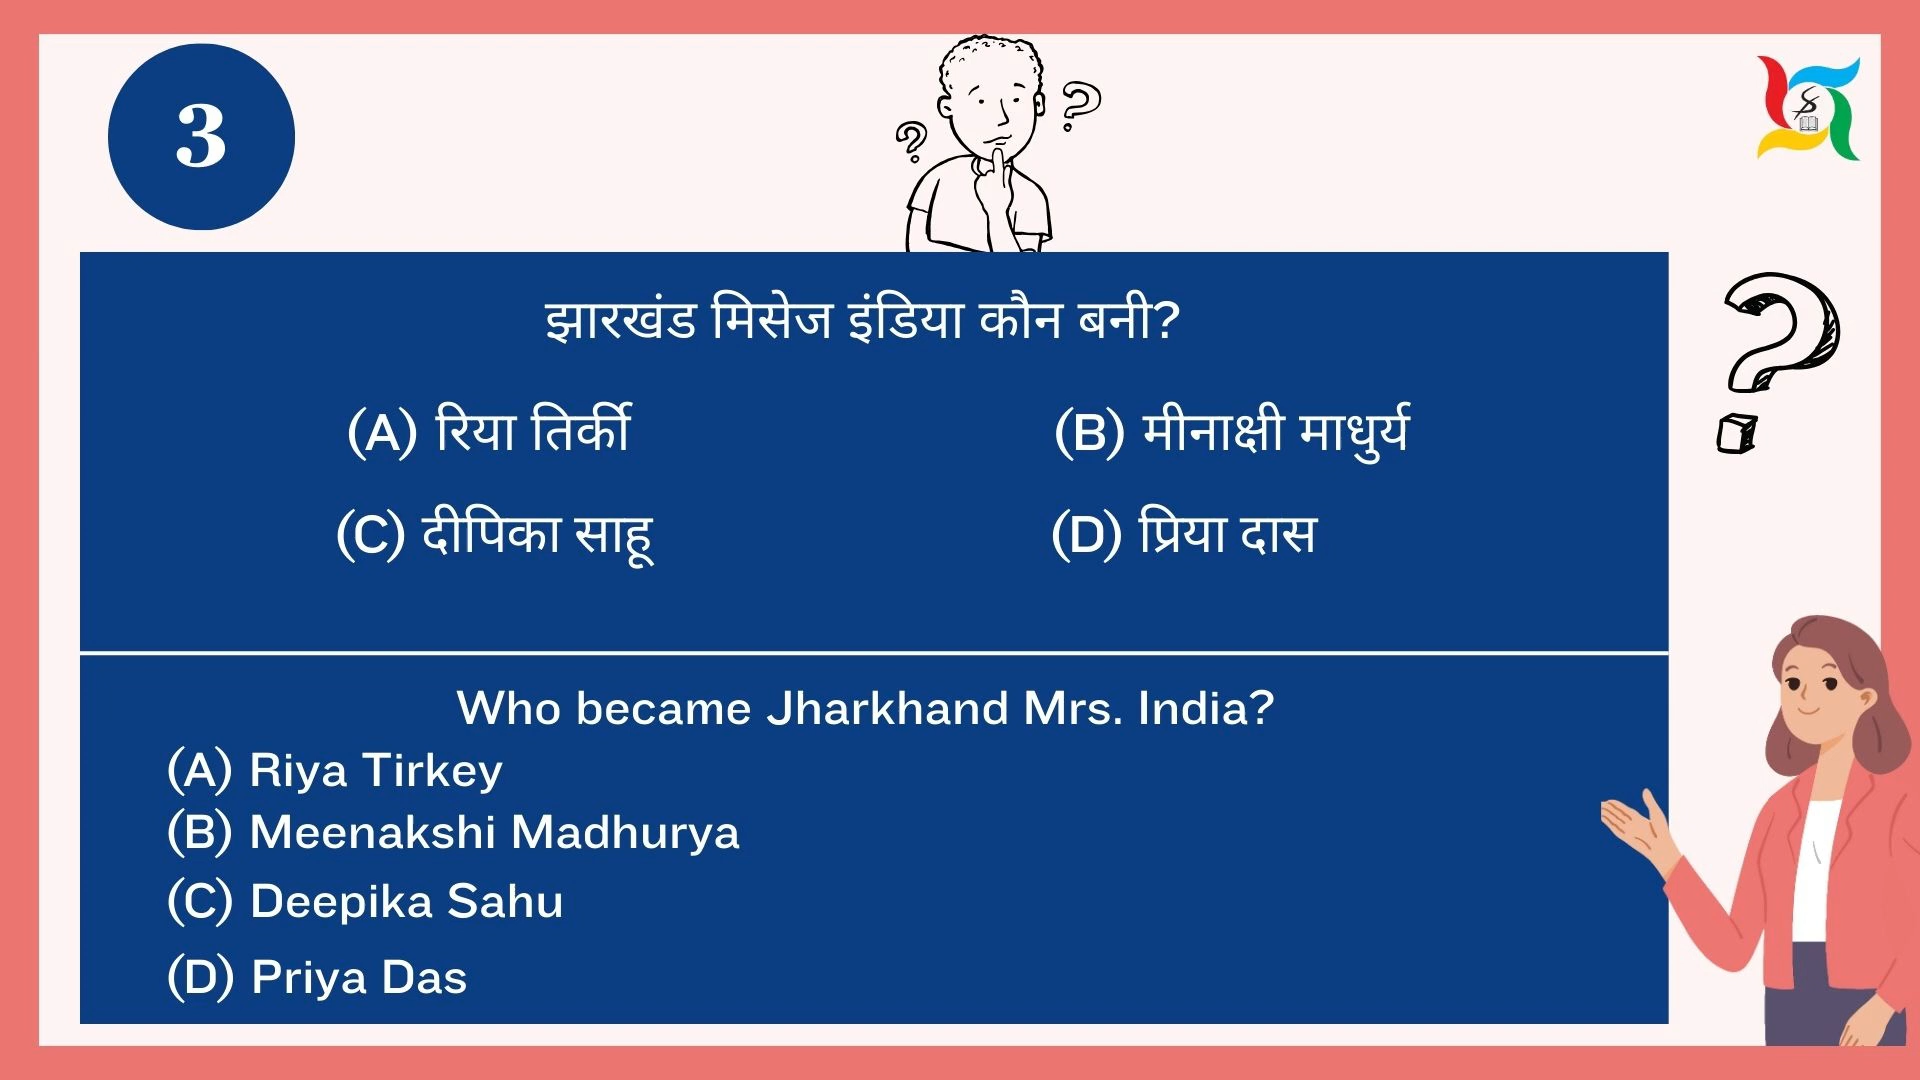 3
झारखंड मिसेज इंडिया कौन बनी?
(A) रिया तिर्की
(B) मीनाक्षी माधुर्य
(C) दीपिका साहू
(D) प्रिया दास
Who became Jharkhand Mrs. India?
(A) Riya Tirkey
(B) Meenakshi Madhurya
(C) Deepika Sahu
(D) Priya Das